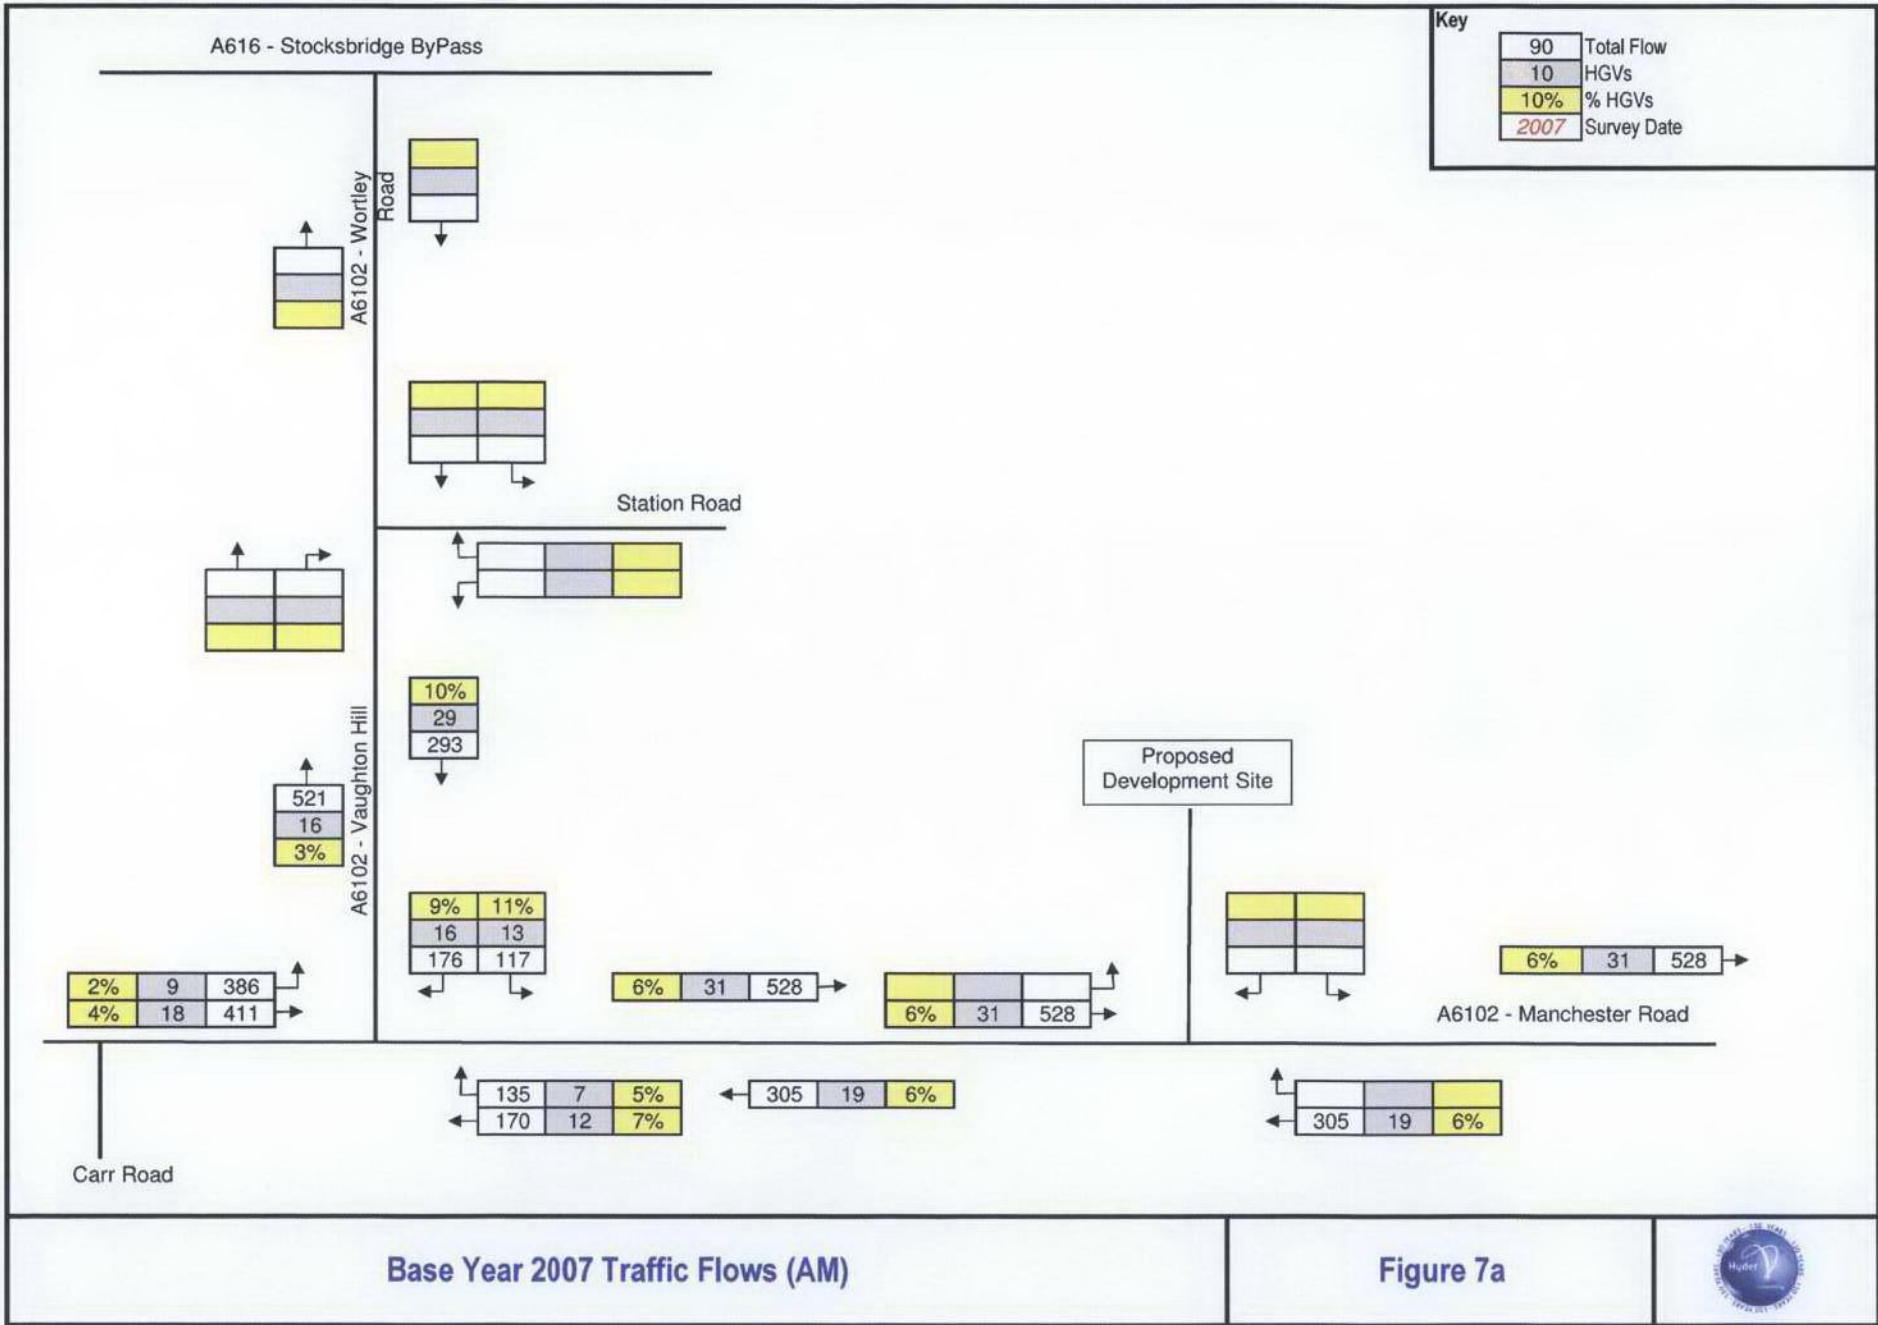 A616 - Stocksbridge ByPass
Key
90 Total Flow
10 HGVs
10% % HGVs
2007 Survey Date
A6102 - Wortley
Road
Station Road
10%
29
293
A6102 - Vaughton Hill
521
16
3%
Proposed
Development Site
9% 11%
16 13
176 117
2% 9 386
4% 18 411
6% 31 528
6% 31 528
6% 31 528
A6102 - Manchester Road
135 7 5%
170 12 7%
305 19 6%
305 19 6%
Carr Road
Base Year 2007 Traffic Flows (AM)
Figure 7a
Hyder